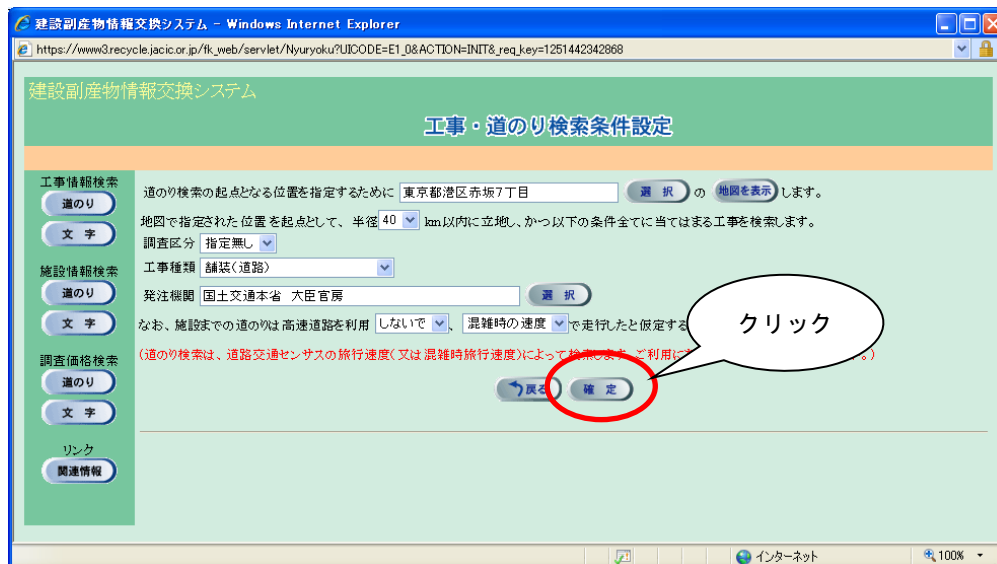 建設副産物情報交換システム - Windows Internet Explorer
https://www3.recycle.jacic.or.jp/fk_web/servlet/Nyuryoku?UICODE=E1_0&ACTION=INIT&_req_key=1251442342868
建設副産物情報交換システム
工事・道のり検索条件設定
工事情報検索
道のり
文 字
施設情報検索
道のり
文 字
調査価格検索
道のり
文 字
リンク
関連情報
道のり検索の起点となる位置を指定するために 東京都港区赤坂7丁目 選 択 の 地図を表示 します。
地図で指定された位置を起点として、半径 40 km以内に立地し、かつ以下の条件全てに当てはまる工事を検索します。
調査区分 指定無し
工事種類 舗装(道路)
発注機関 国土交通本省 大臣官房 選 択
なお、施設までの道のりは高速道路を利用 しないで 、 混雑時の速度 で走行したと仮定する
(道のり検索は、道路交通センサスの旅行速度(又は混雑時旅行速度)によって検索します。ご利用に 。)
戻る 確 定
クリック
インターネット 100%